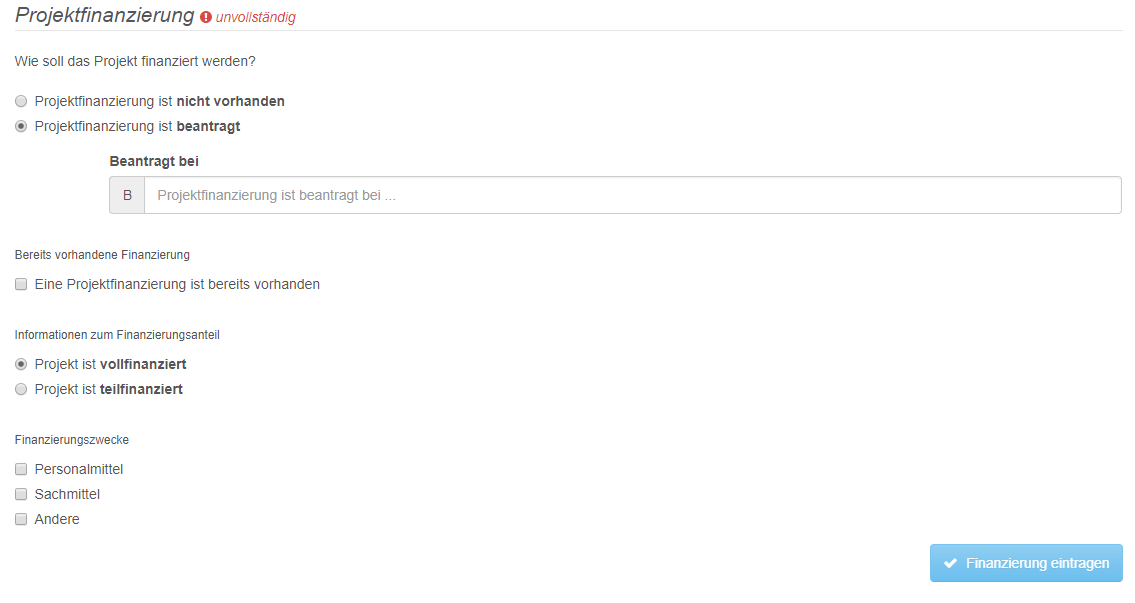 Projektfinanzierung unvollständig
Wie soll das Projekt finanziert werden?
Projektfinanzierung ist nicht vorhanden
Projektfinanzierung ist beantragt
Beantragt bei
B Projektfinanzierung ist beantragt bei ...
Bereits vorhandene Finanzierung
Eine Projektfinanzierung ist bereits vorhanden
Informationen zum Finanzierungsanteil
Projekt ist vollfinanziert
Projekt ist teilfinanziert
Finanzierungszwecke
Personalmittel
Sachmittel
Andere
Finanzierung eintragen